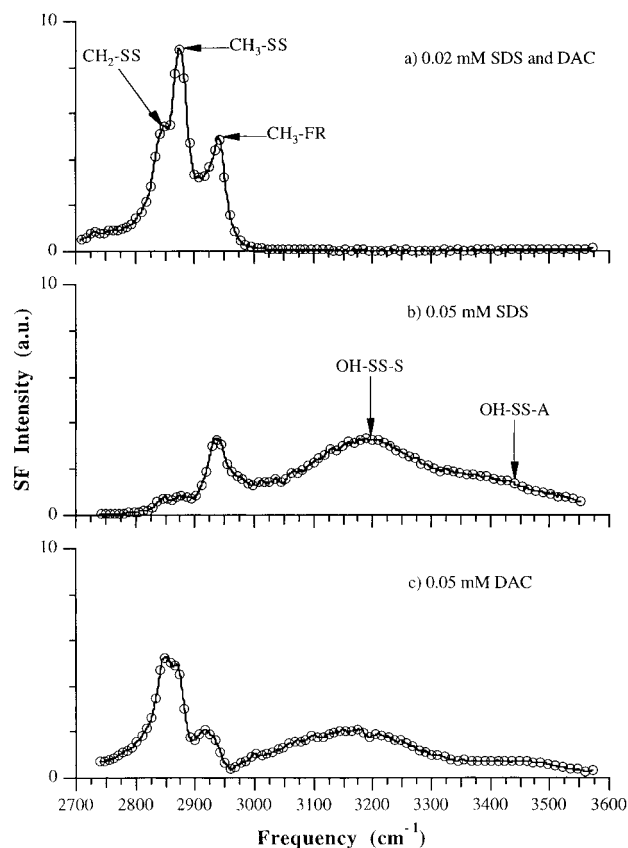 10
a) 0.02 mM SDS and DAC
CH₂-SS
CH₃-SS
CH₃-FR
0
10
b) 0.05 mM SDS
OH-SS-S
OH-SS-A
0
10
c) 0.05 mM DAC
0
SF Intensity (a.u.)
2700 2800 2900 3000 3100 3200 3300 3400 3500 3600
Frequency (cm⁻¹)